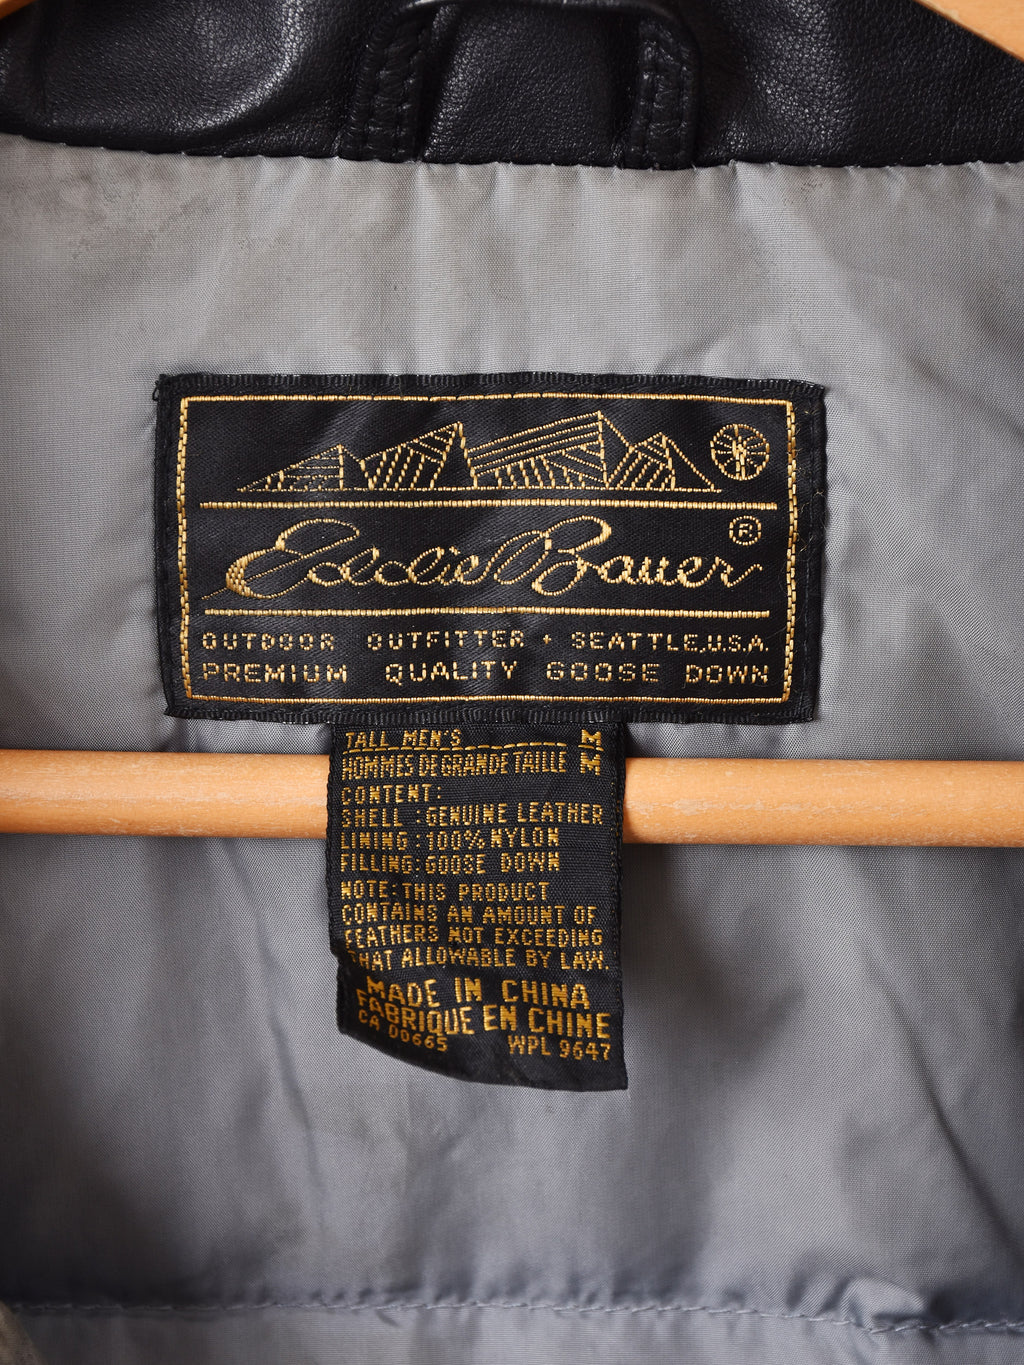 Eddie Bauer ®
OUTDOOR OUTFITTER • SEATTLE, U.S.A.
PREMIUM QUALITY GOOSE DOWN
TALL MEN'S M
HOMMES DE GRANDE TAILLE M
CONTENT:
SHELL : GENUINE LEATHER
LINING : 100% NYLON
FILLING: GOOSE DOWN
NOTE: THIS PRODUCT
CONTAINS AN AMOUNT OF
FEATHERS NOT EXCEEDING
THAT ALLOWABLE BY LAW.
MADE IN CHINA
FABRIQUE EN CHINE
CA 00665 WPL 9647